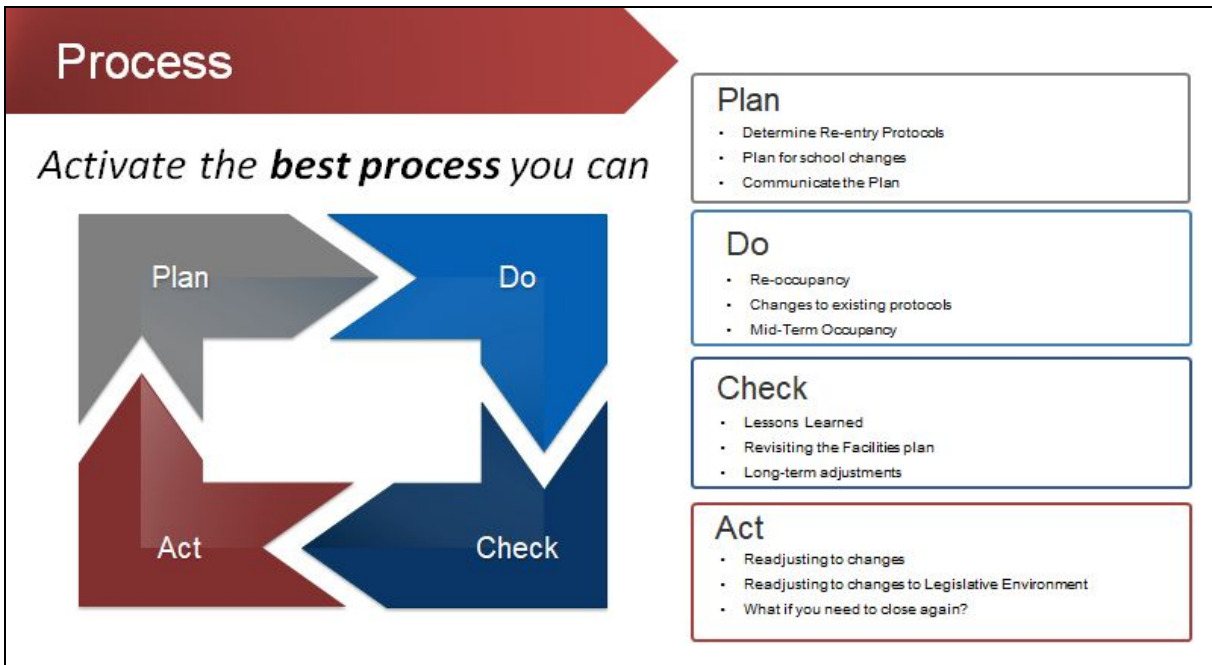 Process
Activate the best process you can
Plan
Do
Act
Check
Plan
• Determine Re-entry Protocols
• Plan for school changes
• Communicate the Plan
Do
• Re-occupancy
• Changes to existing protocols
• Mid-Term Occupancy
Check
• Lessons Learned
• Revisiting the Facilities plan
• Long-term adjustments
Act
• Readjusting to changes
• Readjusting to changes to Legislative Environment
• What if you need to close again?